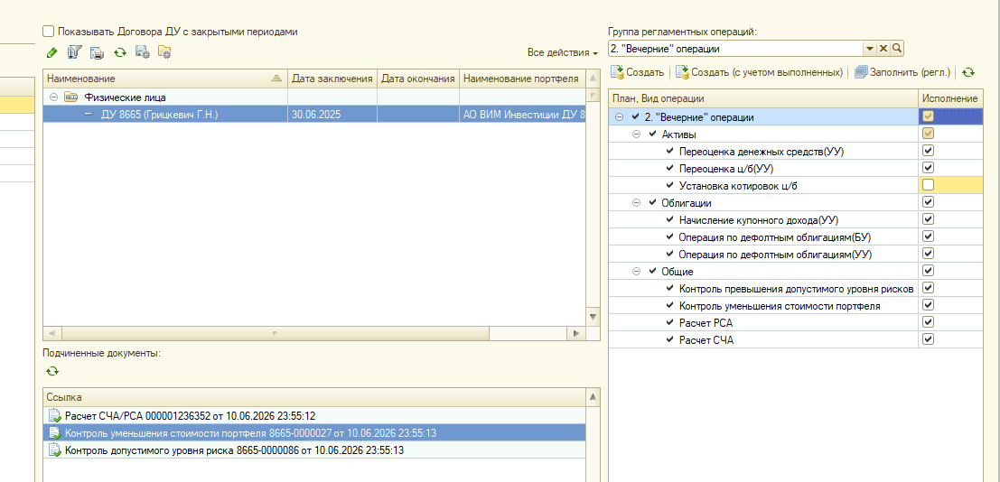 Показывать Договора ДУ с закрытыми периодами
Все действия
Наименование Дата заключения Дата окончания Наименование портфеля
Физические лица
ДУ 8665 (Грицкевич Г.Н.) 30.06.2025 АО ВИМ Инвестиции ДУ 8
Подчиненные документы:
Ссылка
Расчет СЧА/РСА 000001236352 от 10.06.2026 23:55:12
Контроль уменьшения стоимости портфеля 8665-0000027 от 10.06.2026 23:55:13
Контроль допустимого уровня риска 8665-0000086 от 10.06.2026 23:55:13
Группа регламентных операций:
2. "Вечерние" операции
Создать Создать (с учетом выполненных) Заполнить (регл.)
План, Вид операции Исполнение
2. "Вечерние" операции
Активы
Переоценка денежных средств(УУ)
Переоценка ц/б(УУ)
Установка котировок ц/б
Облигации
Начисление купонного дохода(УУ)
Операция по дефолтным облигациям(БУ)
Операция по дефолтным облигациям(УУ)
Общие
Контроль превышения допустимого уровня рисков
Контроль уменьшения стоимости портфеля
Расчет РСА
Расчет СЧА